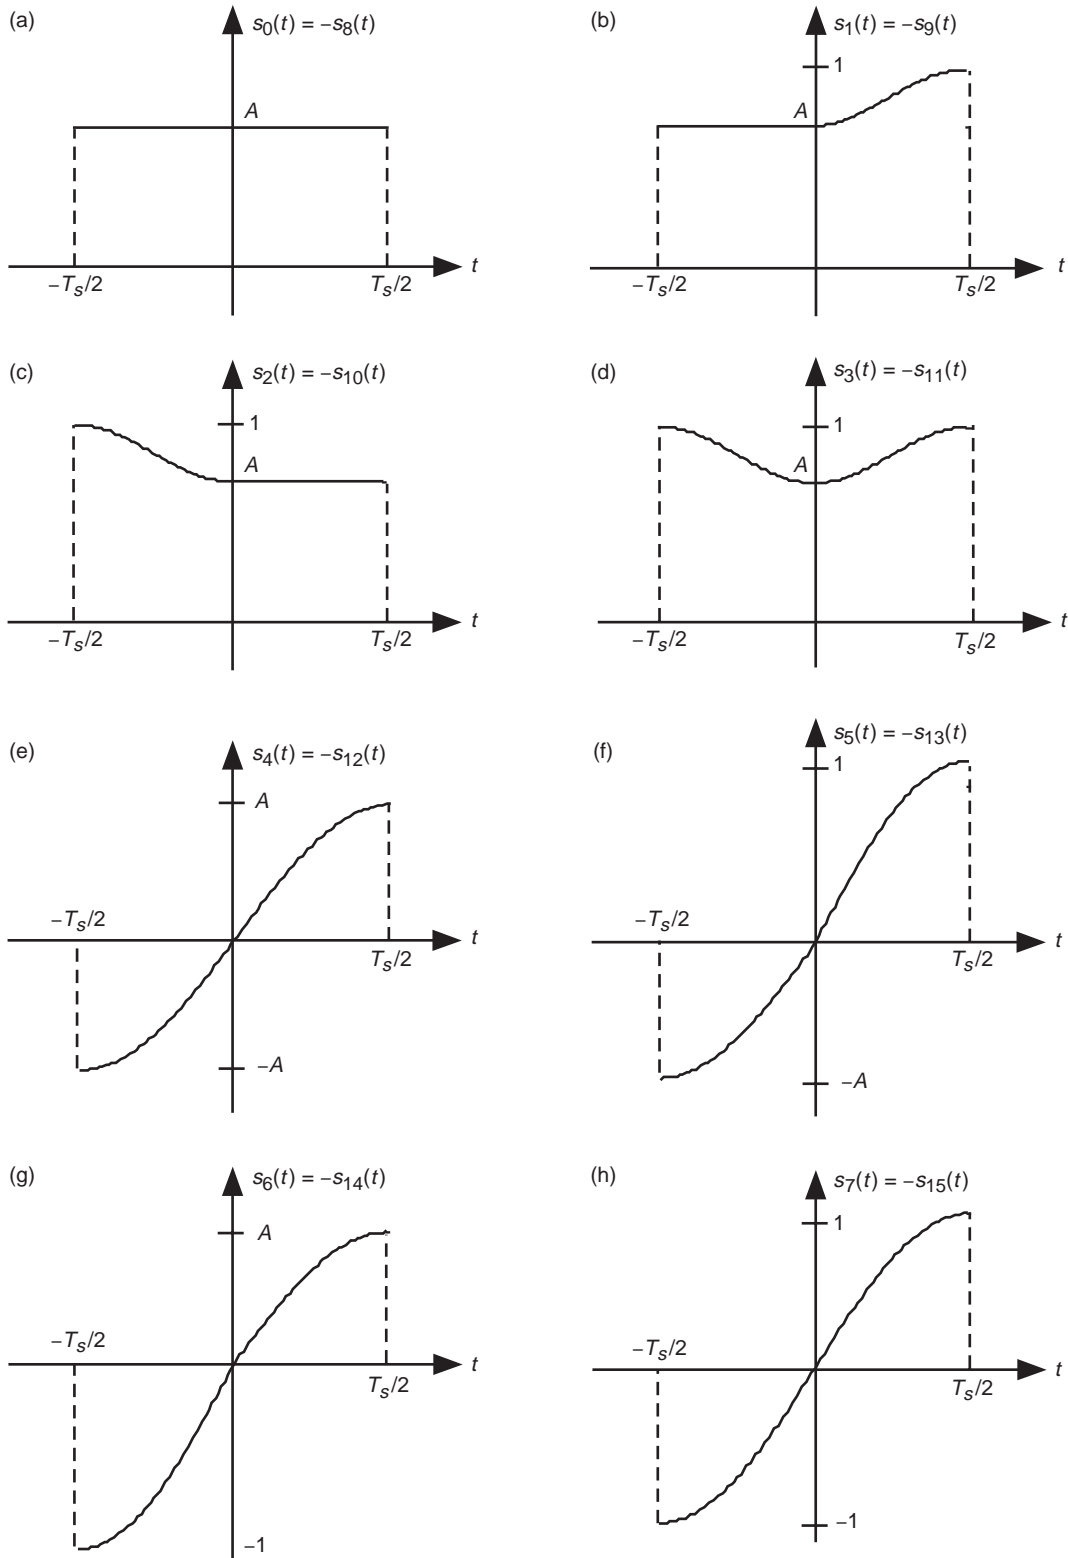 (a) s0(t) = –s8(t)
A
–Ts/2 Ts/2 t
(b) s1(t) = –s9(t)
1
A
–Ts/2 Ts/2 t
(c) s2(t) = –s10(t)
1
A
–Ts/2 Ts/2 t
(d) s3(t) = –s11(t)
1
A
–Ts/2 Ts/2 t
(e) s4(t) = –s12(t)
A
–Ts/2 t
Ts/2
–A
(f) s5(t) = –s13(t)
1
–Ts/2 t
Ts/2
–A
(g) s6(t) = –s14(t)
A
–Ts/2 t
Ts/2
–1
(h) s7(t) = –s15(t)
1
–Ts/2 t
Ts/2
–1